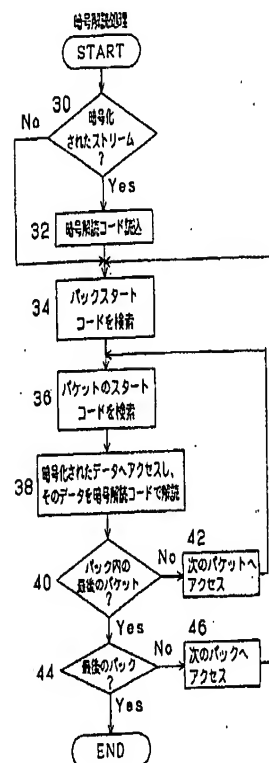 暗号解読処理
START
30
No
暗号化
されたストリーム
?
Yes
32
暗号解読コード読込
34
パックスタート
コードを検索
36
パケットのスタート
コードを検索
38
暗号化されたデータへアクセスし、
そのデータを暗号解読コードで解読
40
パック内の
最後のパケット
?
No
42
次のパケットへ
アクセス
Yes
44
最後のパック
?
No
46
次のパックへ
アクセス
Yes
END